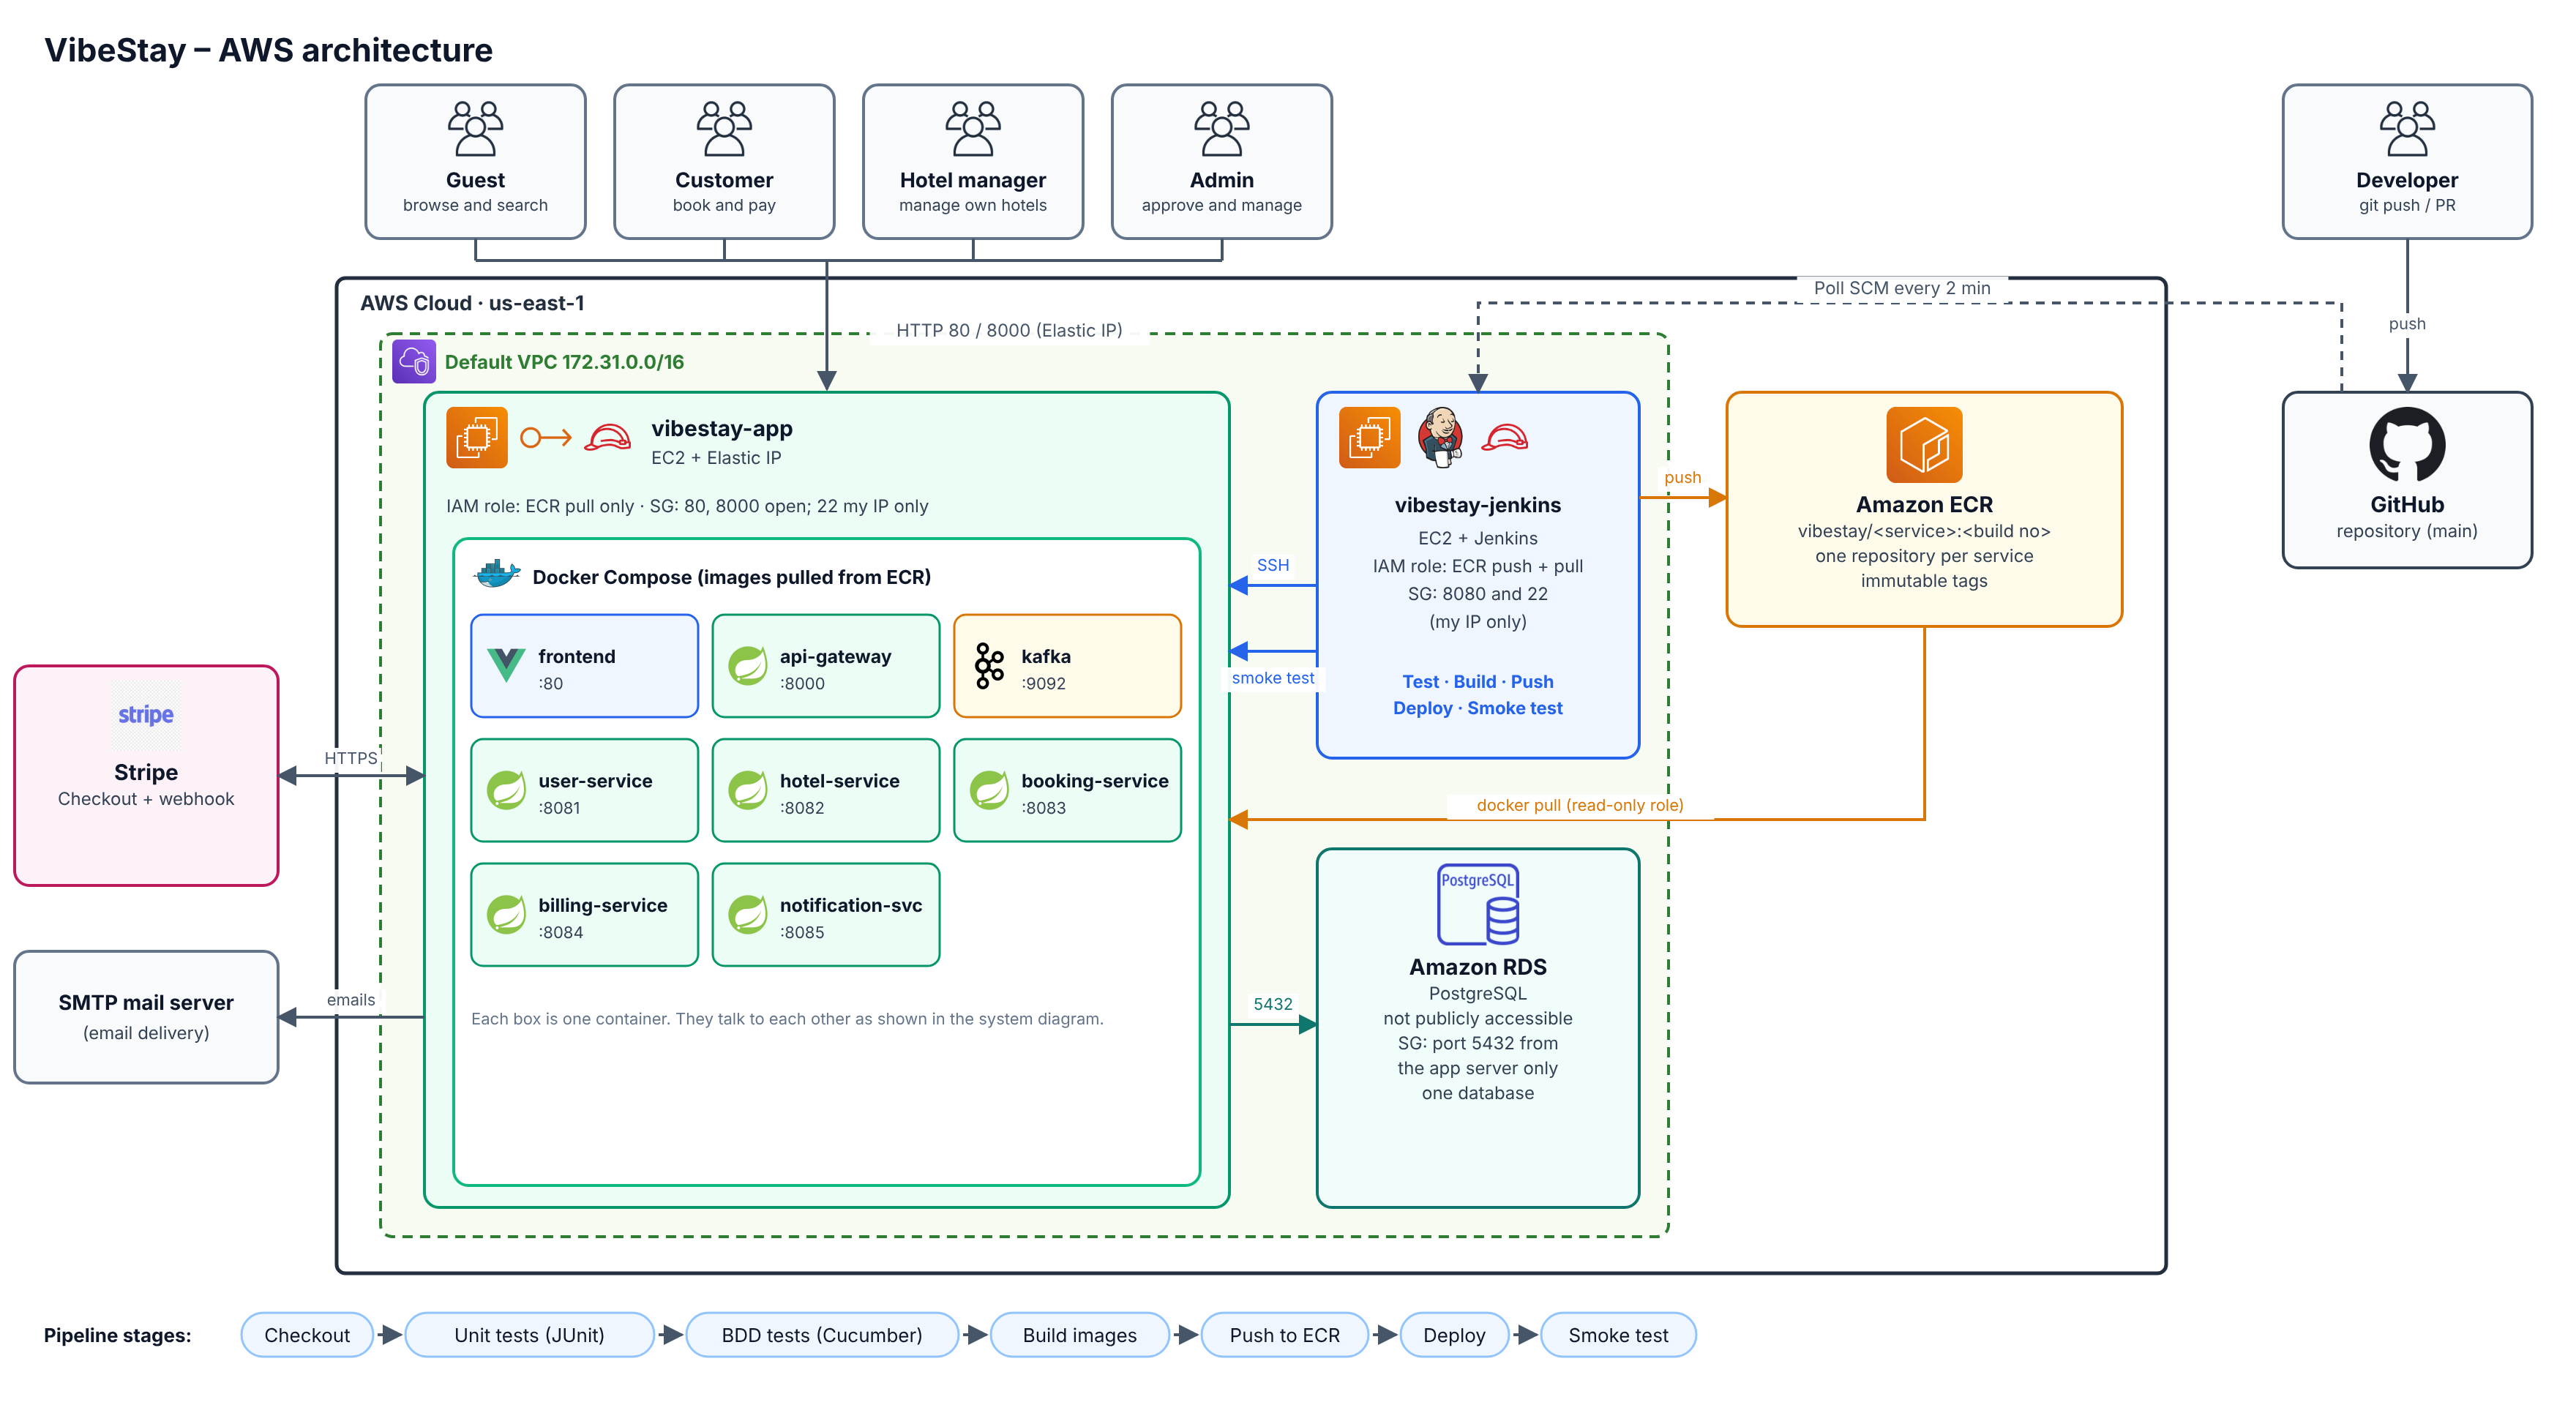 VibeStay – AWS architecture
Guest
browse and search
Customer
book and pay
Hotel manager
manage own hotels
Admin
approve and manage
Developer
git push / PR
AWS Cloud · us-east-1
Poll SCM every 2 min
push
HTTP 80 / 8000 (Elastic IP)
Default VPC 172.31.0.0/16
vibestay-app
EC2 + Elastic IP
IAM role: ECR pull only · SG: 80, 8000 open; 22 my IP only
Docker Compose (images pulled from ECR)
frontend
:80
api-gateway
:8000
kafka
:9092
user-service
:8081
hotel-service
:8082
booking-service
:8083
billing-service
:8084
notification-svc
:8085
Each box is one container. They talk to each other as shown in the system diagram.
SSH
smoke test
vibestay-jenkins
EC2 + Jenkins
IAM role: ECR push + pull
SG: 8080 and 22
(my IP only)
Test · Build · Push
Deploy · Smoke test
push
Amazon ECR
vibestay/<service>:<build no>
one repository per service
immutable tags
GitHub
repository (main)
stripe
Stripe
Checkout + webhook
HTTPS
docker pull (read-only role)
SMTP mail server
(email delivery)
emails
5432
PostgreSQL
Amazon RDS
PostgreSQL
not publicly accessible
SG: port 5432 from
the app server only
one database
Pipeline stages:
Checkout
Unit tests (JUnit)
BDD tests (Cucumber)
Build images
Push to ECR
Deploy
Smoke test